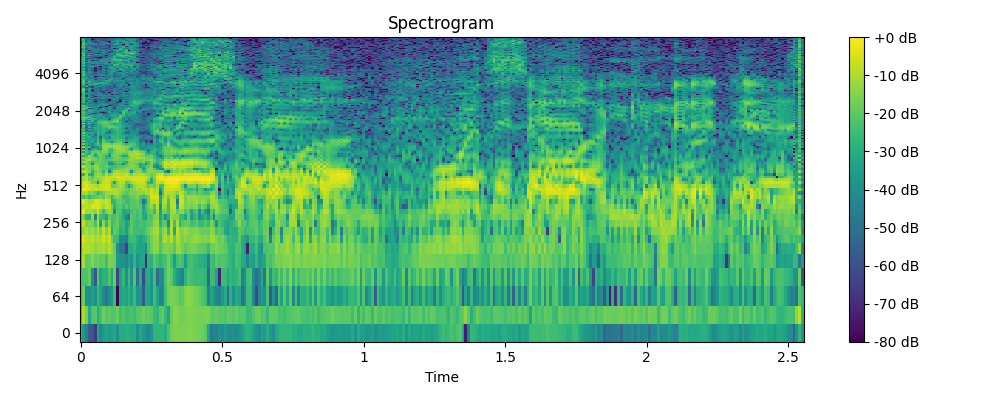 Spectrogram
Hz
4096
2048
1024
512
256
128
64
0
0
0.5
1
1.5
2
2.5
Time
+0 dB
-10 dB
-20 dB
-30 dB
-40 dB
-50 dB
-60 dB
-70 dB
-80 dB